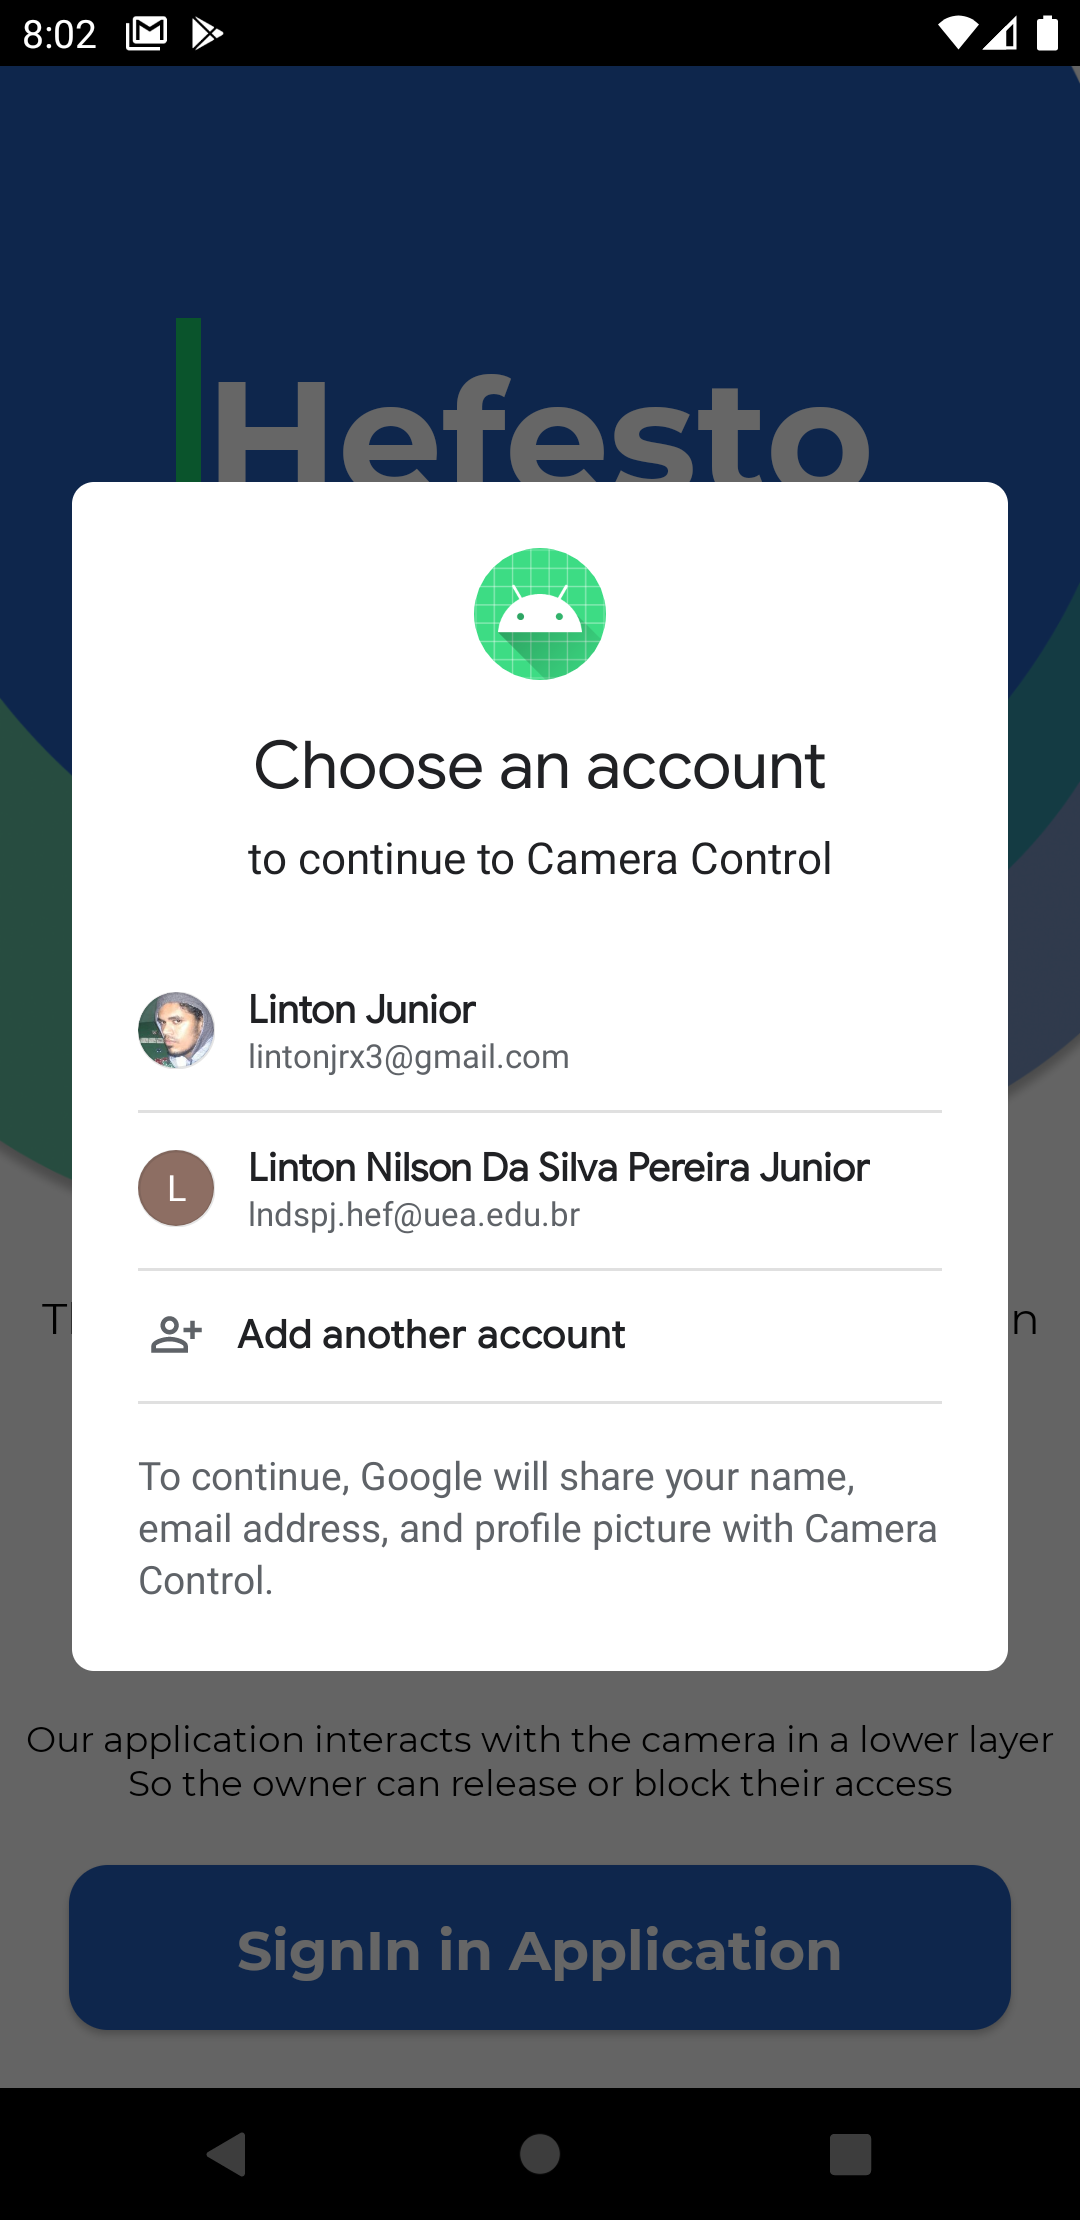 8:02
Hefesto
Choose an account
to continue to Camera Control
Linton Junior
lintonjrx3@gmail.com
L
Linton Nilson Da Silva Pereira Junior
lndspj.hef@uea.edu.br
Add another account
To continue, Google will share your name,
email address, and profile picture with Camera
Control.
Our application interacts with the camera in a lower layer
So the owner can release or block their access
SignIn in Application